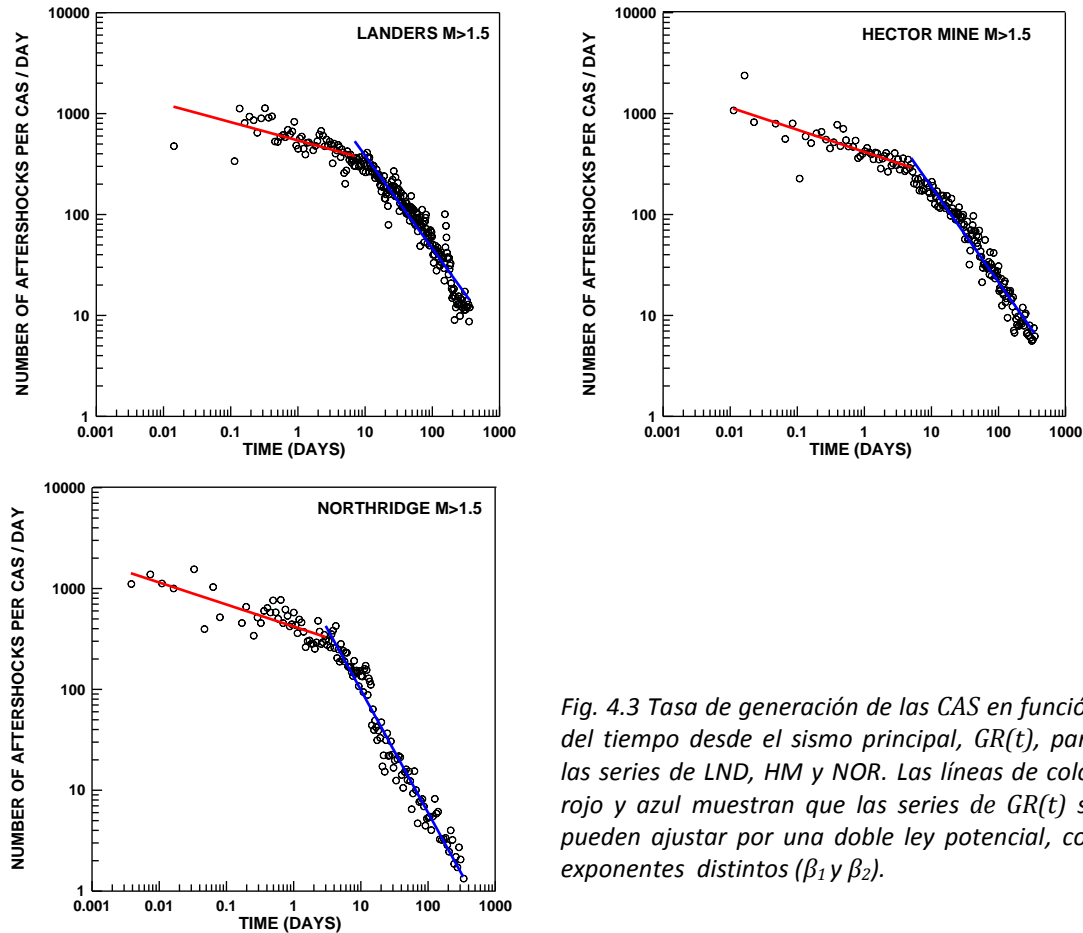 LANDERS M>1.5
NUMBER OF AFTERSHOCKS PER CAS / DAY
10000
1000
100
10
1
0.001
0.01
0.1
1
10
100
1000
TIME (DAYS)
HECTOR MINE M>1.5
NUMBER OF AFTERSHOCKS PER CAS / DAY
10000
1000
100
10
1
0.001
0.01
0.1
1
10
100
1000
TIME (DAYS)
NORTHRIDGE M>1.5
NUMBER OF AFTERSHOCKS PER CAS / DAY
10000
1000
100
10
1
0.001
0.01
0.1
1
10
100
1000
TIME (DAYS)
Fig. 4.3 Tasa de generación de las CAS en funció
del tiempo desde el sismo principal, GR(t), par
las series de LND, HM y NOR. Las líneas de colo
rojo y azul muestran que las series de GR(t) s
pueden ajustar por una doble ley potencial, co
exponentes distintos (β₁ y β₂).